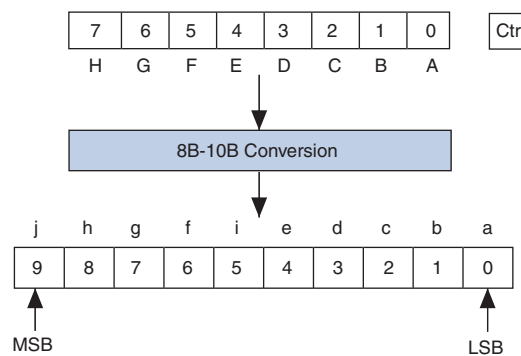 7 6 5 4 3 2 1 0 Ctr
H G F E D C B A
8B-10B Conversion
j h g f i e d c b a
9 8 7 6 5 4 3 2 1 0
MSB LSB